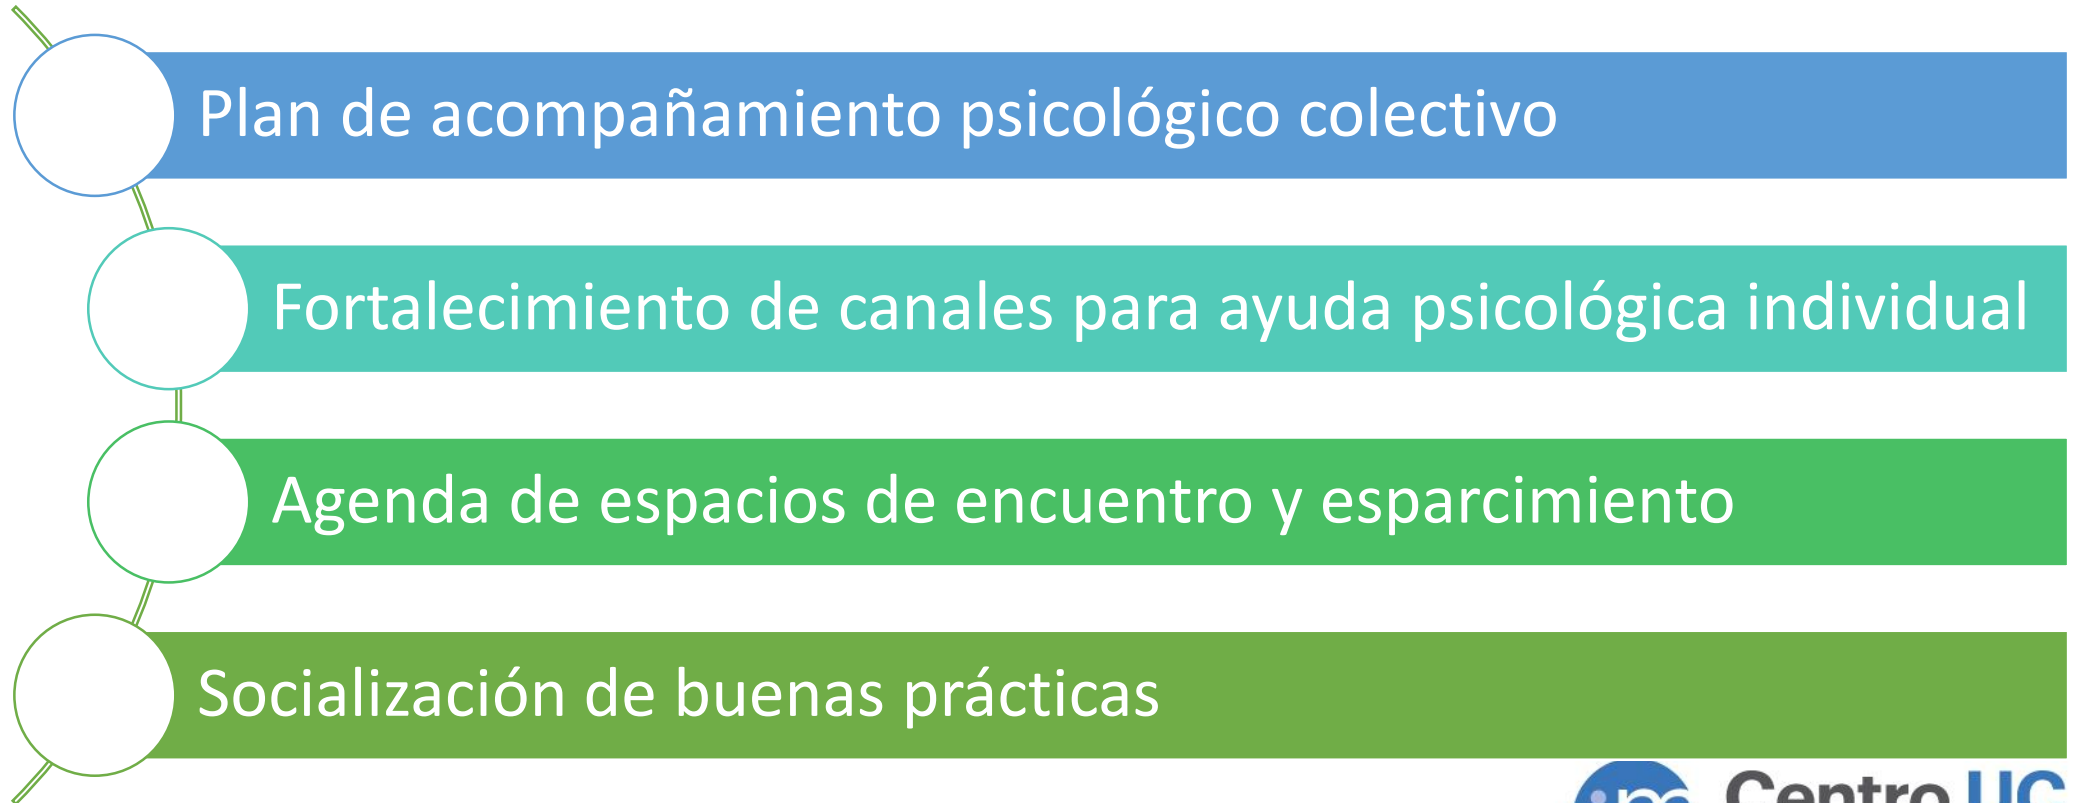 Plan de acompañamiento psicológico colectivo
Fortalecimiento de canales para ayuda psicológica individual
Agenda de espacios de encuentro y esparcimiento
Socialización de buenas prácticas
Centro UC